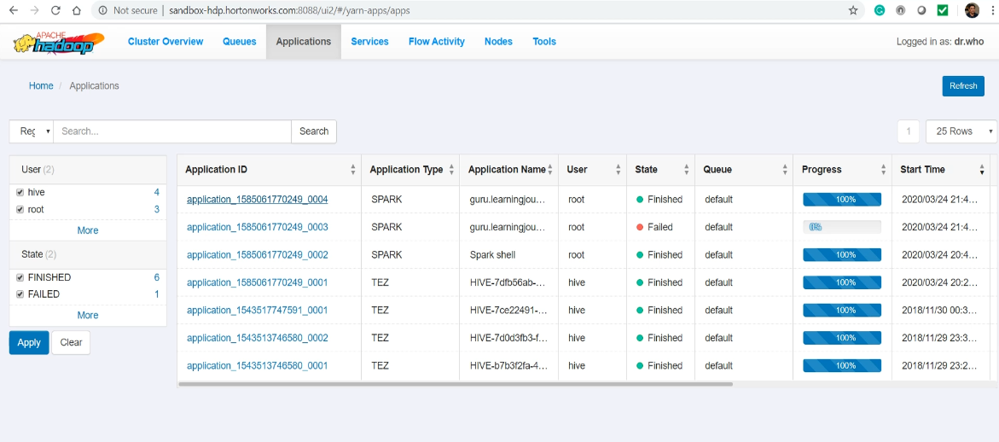 Not secure | sandbox-hdp.hortonworks.com:8088/ui2/#/yarn-apps/apps
APACHE hadoop Cluster Overview Queues Applications Services Flow Activity Nodes Tools Logged in as: dr.who
Home / Applications Refresh
Reg Search... Search 1 25 Rows
User (2) Application ID Application Type Application Name User State Queue Progress Start Time
hive 4 application_1585061770249_0004 SPARK guru.learningjou... root Finished default 100% 2020/03/24 21:4...
root 3 application_1585061770249_0003 SPARK guru.learningjou... root Failed default 0% 2020/03/24 21:4...
More
State (2) application_1585061770249_0002 SPARK Spark shell root Finished default 100% 2020/03/24 20:4...
FINISHED 6 application_1585061770249_0001 TEZ HIVE-7dfb56ab-... hive Finished default 100% 2020/03/24 20:2...
FAILED 1
More application_1543517747591_0001 TEZ HIVE-7ce22491-... hive Finished default 100% 2018/11/30 00:3...
Apply Clear application_1543513746580_0002 TEZ HIVE-7d0d3fb3-f... hive Finished default 100% 2018/11/29 23:3...
application_1543513746580_0001 TEZ HIVE-b7b3f2fa-4... hive Finished default 100% 2018/11/29 23:2...